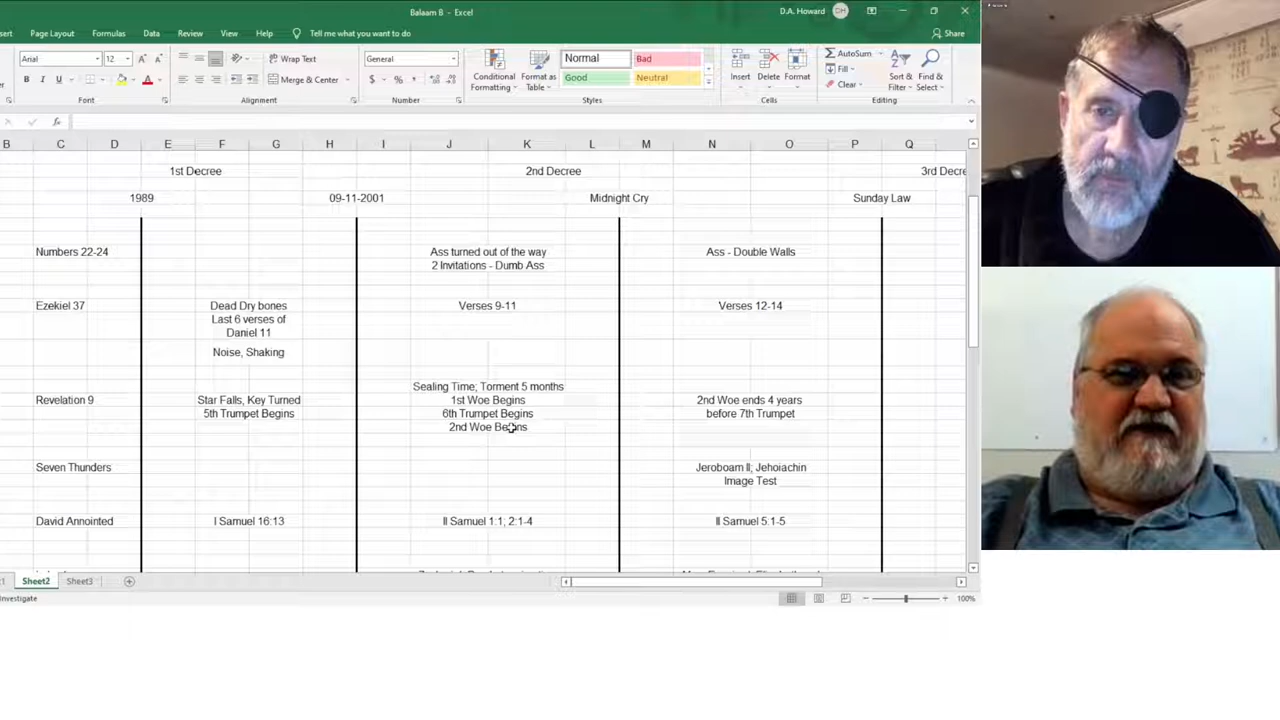 Balaam B - Excel
D.A. Howard
DH
sert
Page Layout
Formulas
Data
Review
View
Help
Tell me what you want to do
Share
Arial
12
Wrap Text
General
Normal
Bad
Good
Neutral
AutoSum
Fill
Clear
B I U
Merge & Center
$ % ,
Conditional Formatting
Format as Table
Insert
Delete
Format
Sort & Filter
Find & Select
Font
Alignment
Number
Styles
Cells
Editing
fx
B C D E F G H I J K L M N O P Q
1st Decree
2nd Decree
3rd Decre
1989
09-11-2001
Midnight Cry
Sunday Law
Numbers 22-24
Ass turned out of the way
2 Invitations - Dumb Ass
Ass - Double Walls
Ezekiel 37
Dead Dry bones
Last 6 verses of
Daniel 11
Noise, Shaking
Verses 9-11
Verses 12-14
Revelation 9
Star Falls, Key Turned
5th Trumpet Begins
Sealing Time; Torment 5 months
1st Woe Begins
6th Trumpet Begins
2nd Woe Begins
2nd Woe ends 4 years
before 7th Trumpet
Seven Thunders
Jeroboam II; Jehoiachin
Image Test
David Annointed
I Samuel 16:13
II Samuel 1:1, 2:1-4
II Samuel 5:1-5
Sheet2
Sheet3
nvestigate
100%